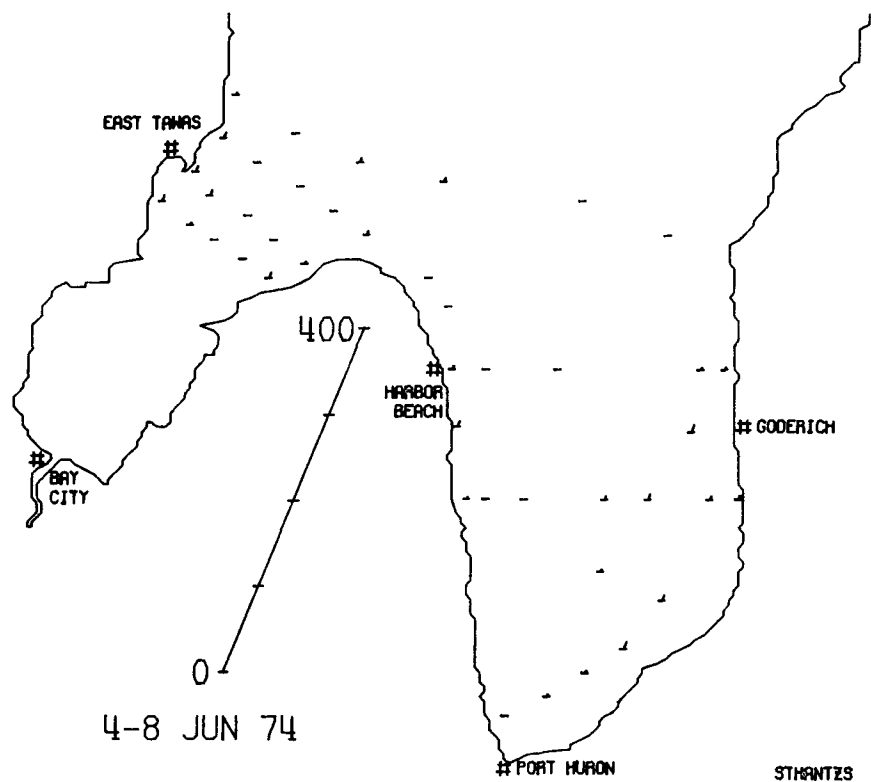 EAST TAWAS
400
HARBOR
BEACH
GODERICH
BAY
CITY
0
4-8 JUN 74
PORT HURON
STHANTZS